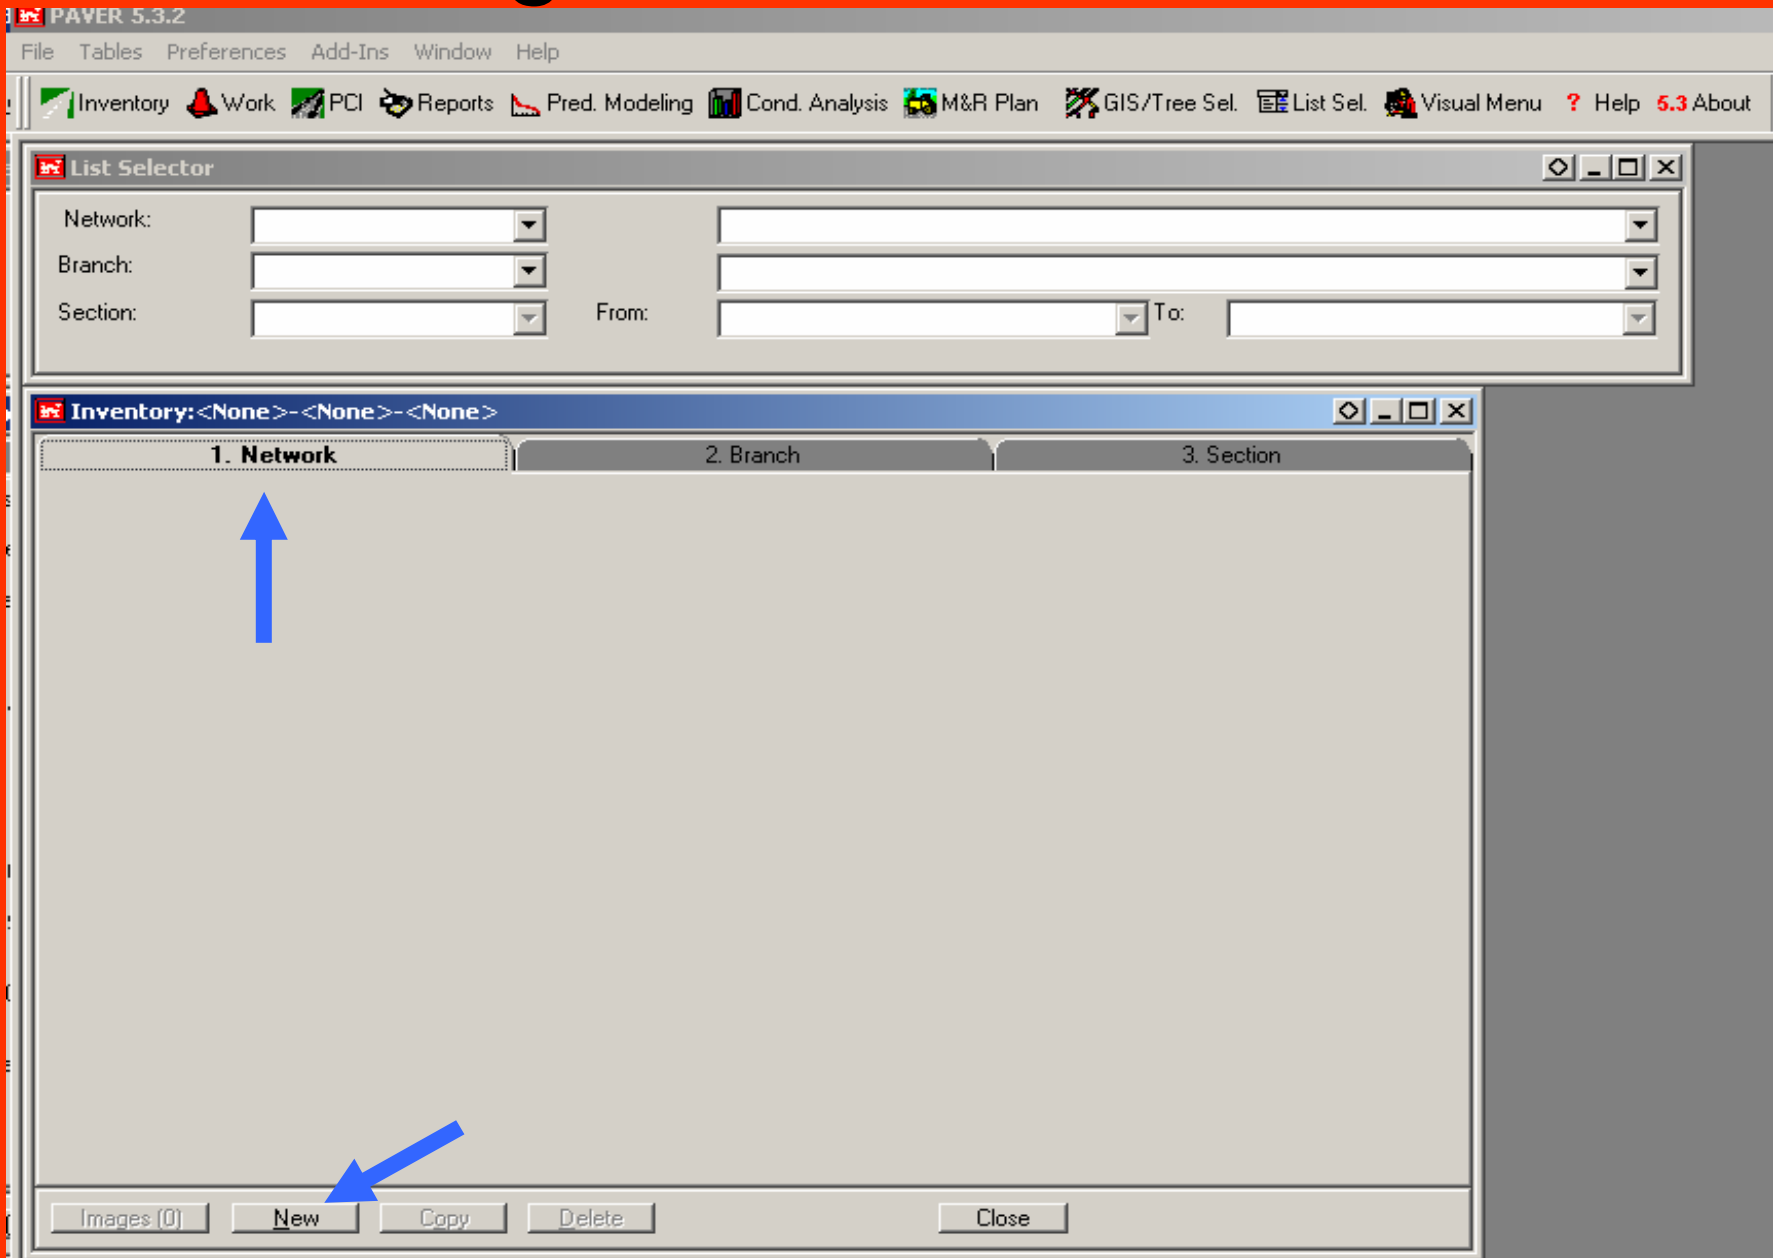 PAVER 5.3.2
File Tables Preferences Add-Ins Window Help
Inventory Work PCI Reports Pred. Modeling Cond. Analysis M&R Plan GIS/Tree Sel. List Sel. Visual Menu ? Help 5.3 About
List Selector
Network:
Branch:
Section: From: To:
Inventory:<None>-<None>-<None>
1. Network 2. Branch 3. Section
Images (0) New Copy Delete Close